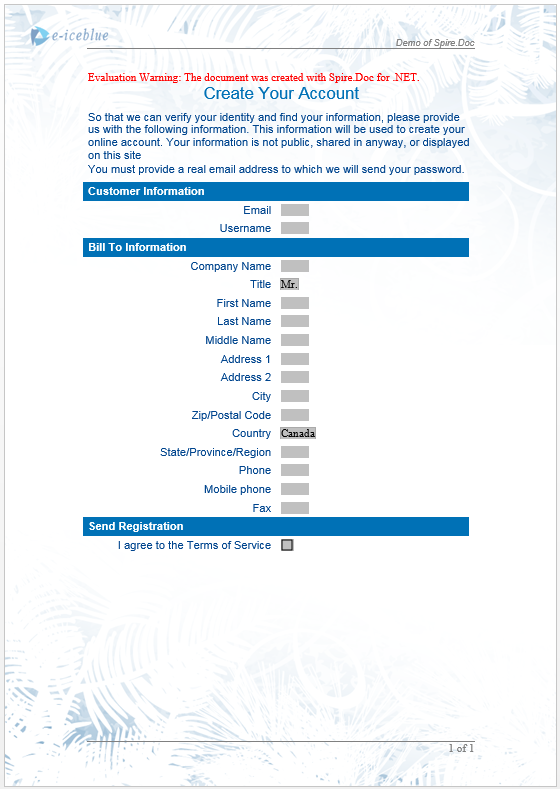 e-iceblue
Demo of Spire.Doc
Evaluation Warning: The document was created with Spire.Doc for .NET.
Create Your Account
So that we can verify your identity and find your information, please provide
us with the following information. This information will be used to create your
online account. Your information is not public, shared in anyway, or displayed
on this site
You must provide a real email address to which we will send your password.
Customer Information
Email
Username
Bill To Information
Company Name
Title Mr.
First Name
Last Name
Middle Name
Address 1
Address 2
City
Zip/Postal Code
Country Canada
State/Province/Region
Phone
Mobile phone
Fax
Send Registration
I agree to the Terms of Service
1 of 1